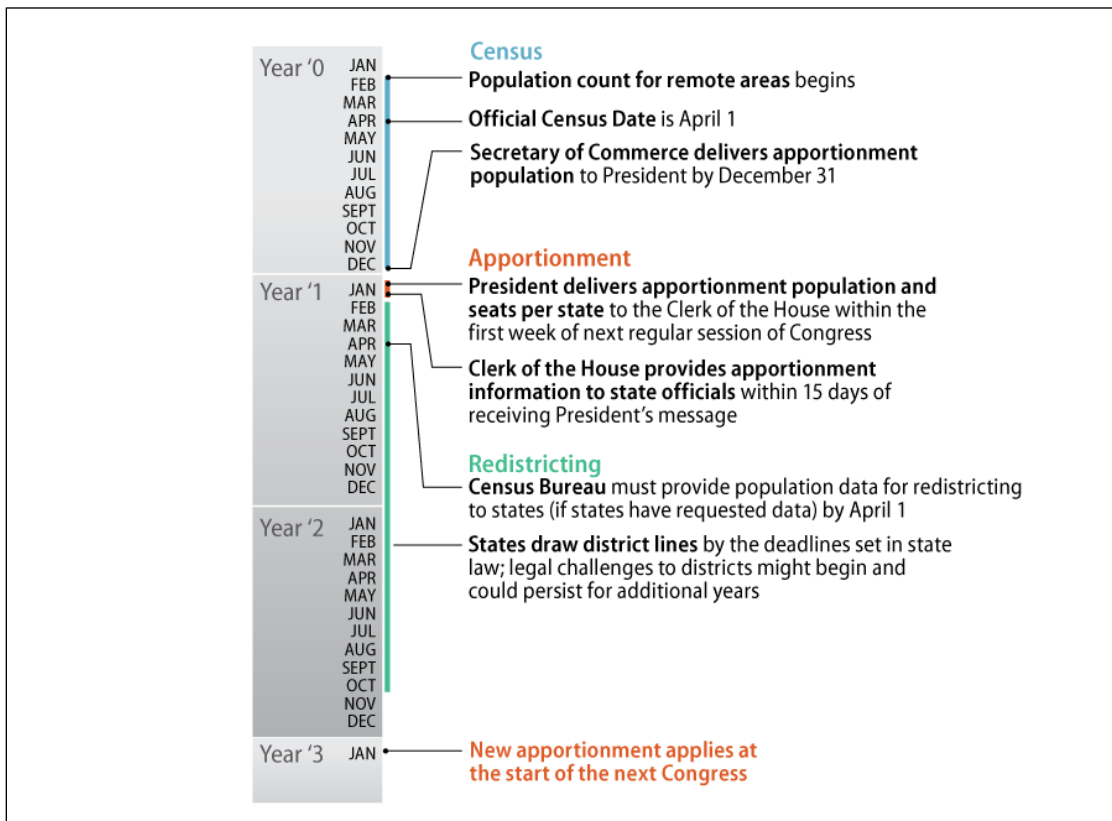 Year ‘0
JAN
FEB
MAR
APR
MAY
JUN
JUL
AUG
SEPT
OCT
NOV
DEC
Census
Population count for remote areas begins
Official Census Date is April 1
Secretary of Commerce delivers apportionment
population to President by December 31
Year ‘1
JAN
FEB
MAR
APR
MAY
JUN
JUL
AUG
SEPT
OCT
NOV
DEC
Apportionment
President delivers apportionment population and
seats per state to the Clerk of the House within the
first week of next regular session of Congress
Clerk of the House provides apportionment
information to state officials within 15 days of
receiving President’s message
Redistricting
Census Bureau must provide population data for redistricting
to states (if states have requested data) by April 1
Year ‘2
JAN
FEB
MAR
APR
MAY
JUN
JUL
AUG
SEPT
OCT
NOV
DEC
States draw district lines by the deadlines set in state
law; legal challenges to districts might begin and
could persist for additional years
Year ‘3
JAN
New apportionment applies at
the start of the next Congress